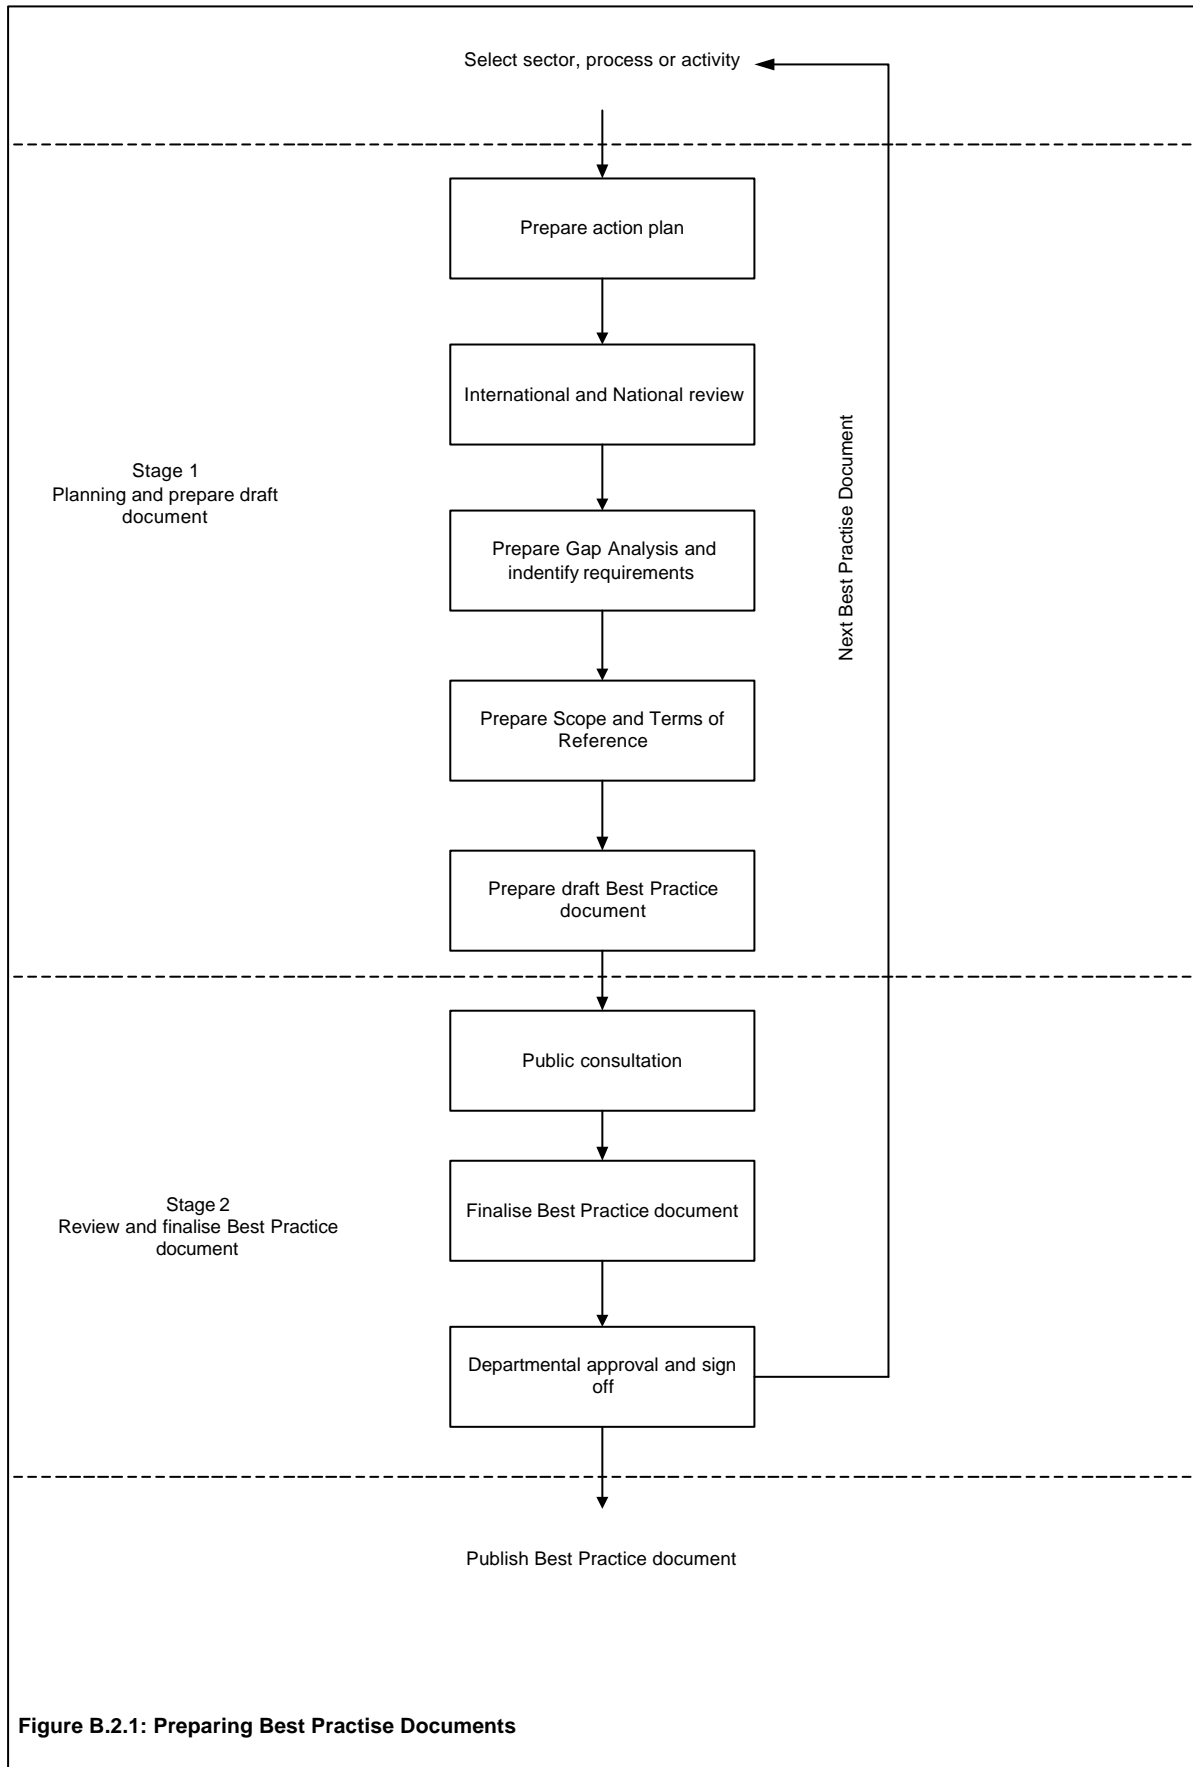 Select sector, process or activity
Prepare action plan
International and National review
Stage 1
Planning and prepare draft
document
Prepare Gap Analysis and
indentify requirements
Next Best Practise Document
Prepare Scope and Terms of
Reference
Prepare draft Best Practice
document
Public consultation
Stage 2
Review and finalise Best Practice
document
Finalise Best Practice document
Departmental approval and sign
off
Publish Best Practice document
Figure B.2.1: Preparing Best Practise Documents